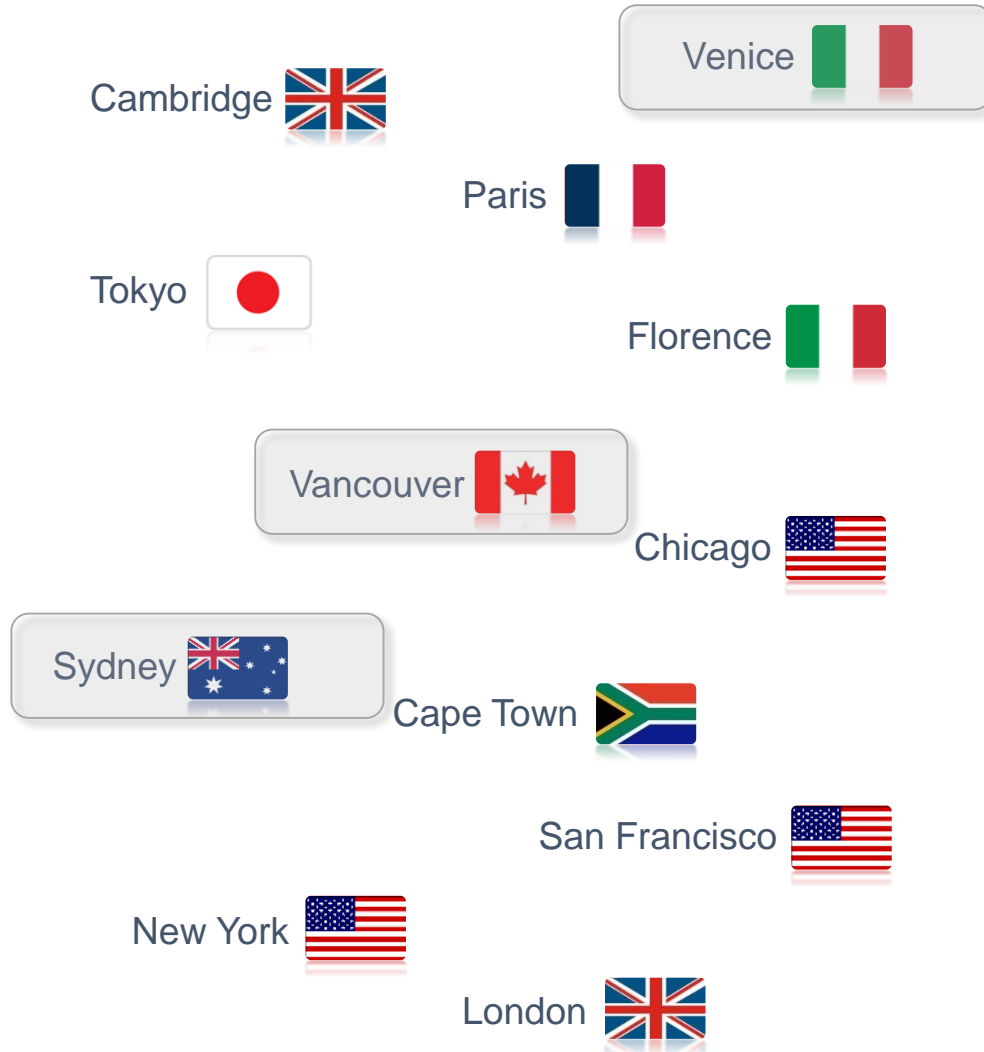 Venice
Cambridge
Paris
Tokyo
Florence
Vancouver
Chicago
Sydney
Cape Town
San Francisco
New York
London